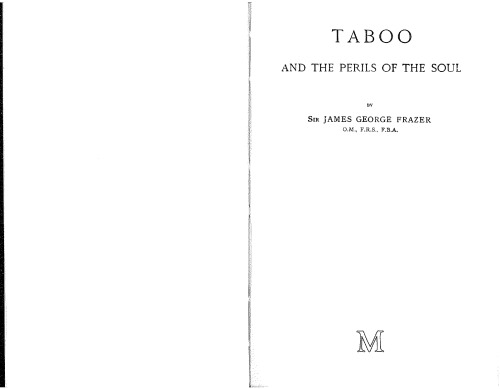 TABOO
AND THE PERILS OF THE SOUL
BY
SIR JAMES GEORGE FRAZER
O.M., F.R.S., F.B.A.
M